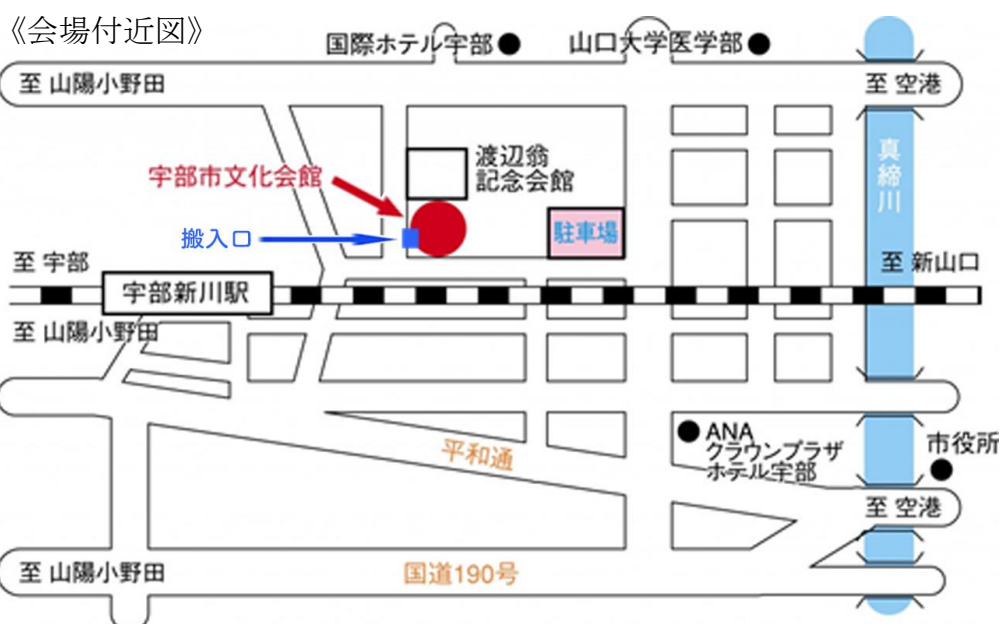 《会場付近図》
国際ホテル宇部
山口大学医学部
至 山陽小野田
至 空港
渡辺翁
記念会館
真締川
宇部市文化会館
搬入口
駐車場
至 宇部
至 新山口
宇部新川駅
至 山陽小野田
ANA
クラウンプラザ
ホテル宇部
市役所
平和通
至 空港
至 山陽小野田
国道190号